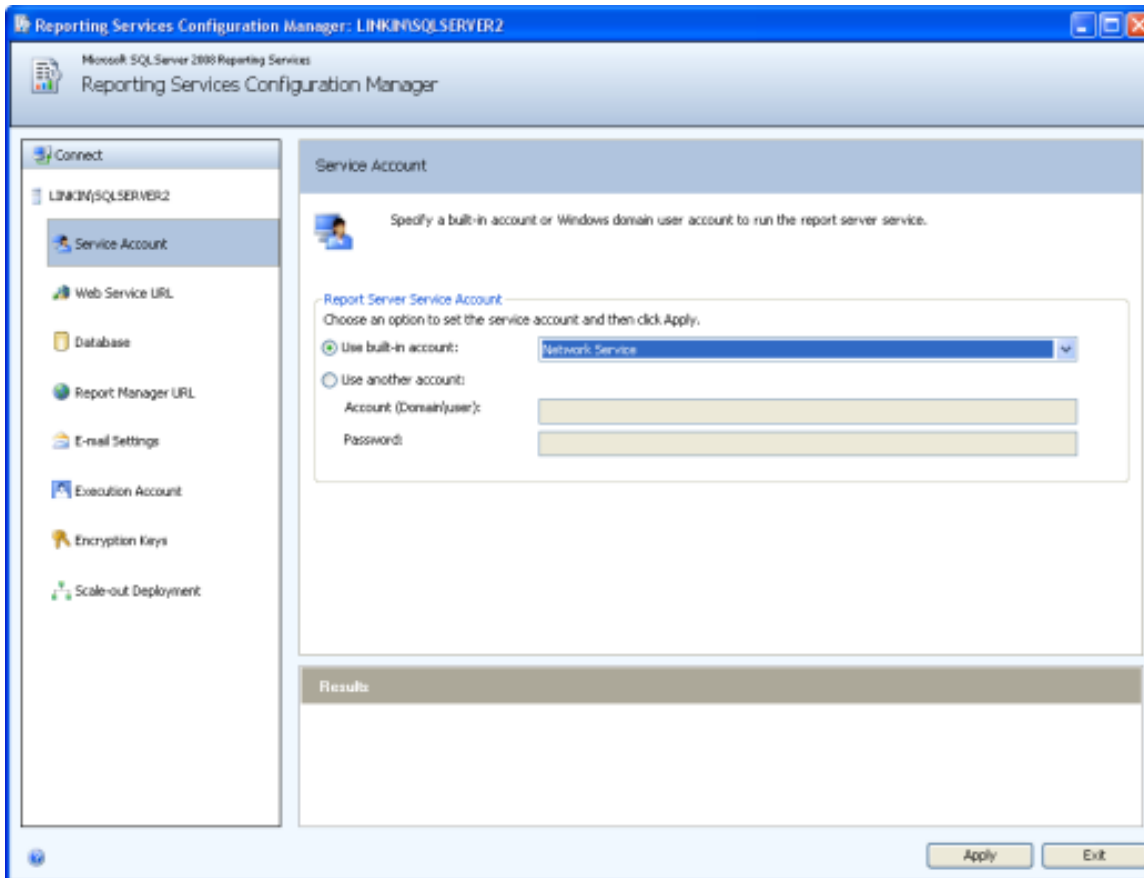 Reporting Services Configuration Manager: LINKIN\SQLSERVER2
Microsoft SQL Server 2008 Reporting Services
Reporting Services Configuration Manager
Connect
LINKIN\SQLSERVER2
Service Account
Web Service URL
Database
Report Manager URL
E-mail Settings
Execution Account
Encryption Keys
Scale-out Deployment
Service Account
Specify a built-in account or Windows domain user account to run the report server service.
Report Server Service Account
Choose an option to set the service account and then click Apply.
Use built-in account:
Network Service
Use another account:
Account (Domain\user):
Password:
Results
Apply
Exit